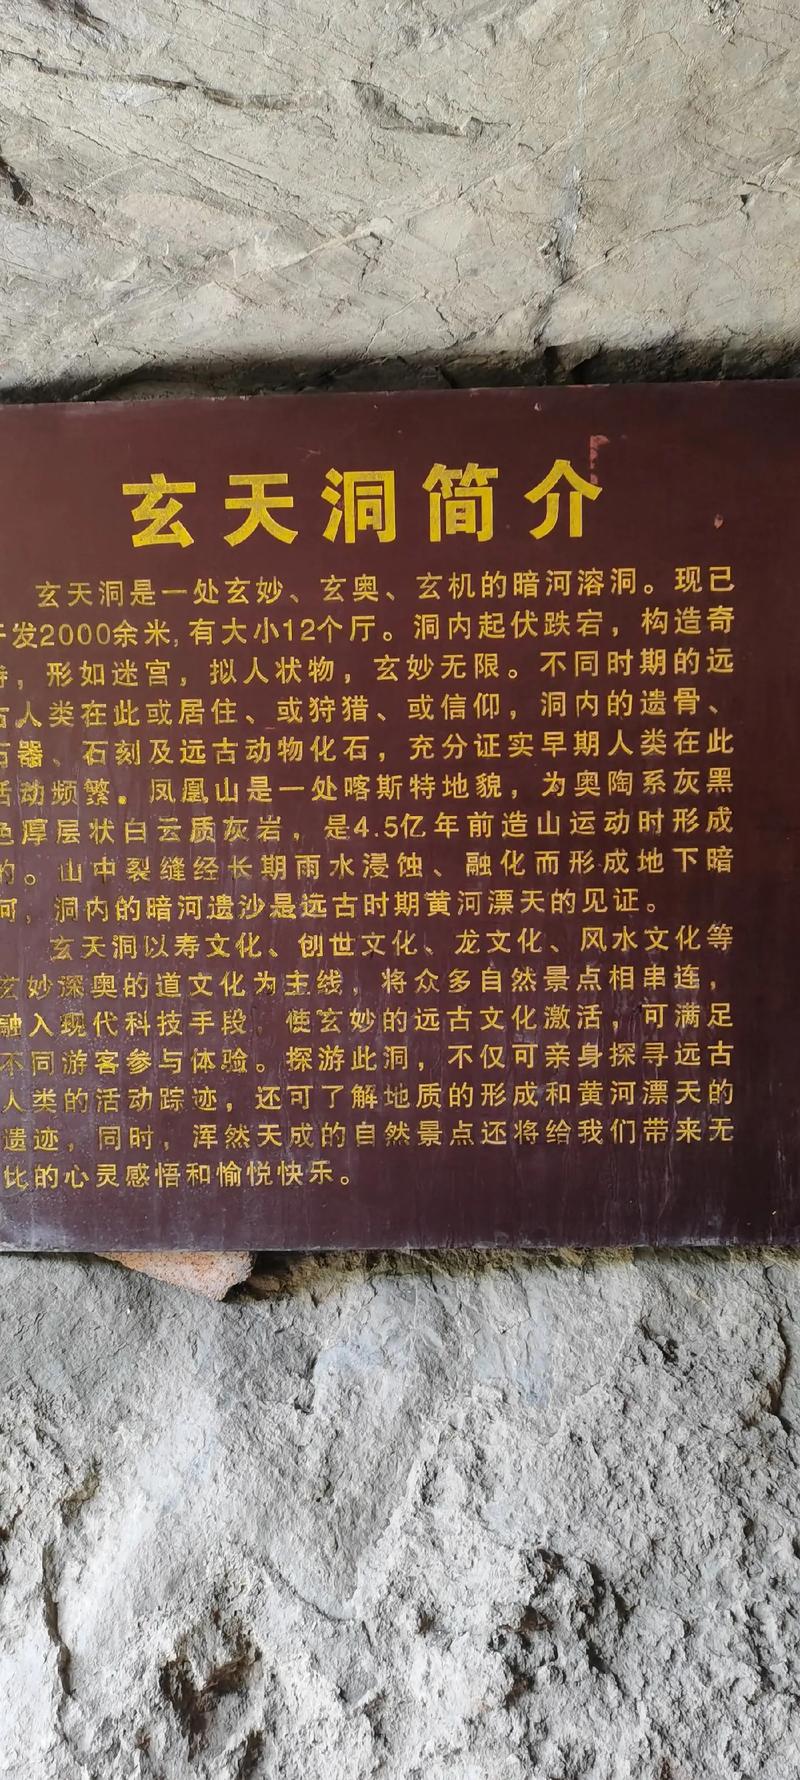 玄天洞简介
玄天洞是一处玄妙、玄奥、玄机的暗河溶洞。现已
开发2000余米,有大小12个厅。洞内起伏跌宕，构造奇
特，形如迷宫，拟人状物，玄妙无限。不同时期的远
古人类在此或居住、或狩猎、或信仰，洞内的遗骨、
石器、石刻及远古动物化石，充分证实早期人类在此
活动频繁。凤凰山是一处喀斯特地貌，为奥陶系灰黑
色厚层状白云质灰岩，是4.5亿年前造山运动时形成
的。山中裂缝经长期雨水浸蚀、融化而形成地下暗
河，洞内的暗河遗沙是远古时期黄河漂天的见证。
玄天洞以寿文化、创世文化、龙文化、风水文化等
玄妙深奥的道文化为主线，将众多自然景点相串连，
融入现代科技手段，使玄妙的远古文化激活，可满足
不同游客参与体验。探游此洞，不仅可亲身探寻远古
人类的活动踪迹，还可了解地质的形成和黄河漂天的
遗迹，同时，浑然天成的自然景点还将给我们带来无
比的心灵感悟和愉悦快乐。